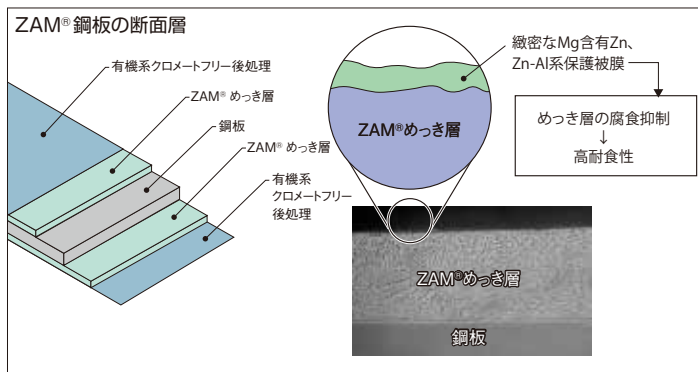 ZAM®鋼板の断面層
有機系クロメートフリー後処理
ZAM®めっき層
鋼板
ZAM®めっき層
有機系
クロメートフリー
後処理
ZAM®めっき層
緻密なMg含有Zn、
Zn-Al系保護被膜
めっき層の腐食抑制
↓
高耐食性
ZAM®めっき層
鋼板